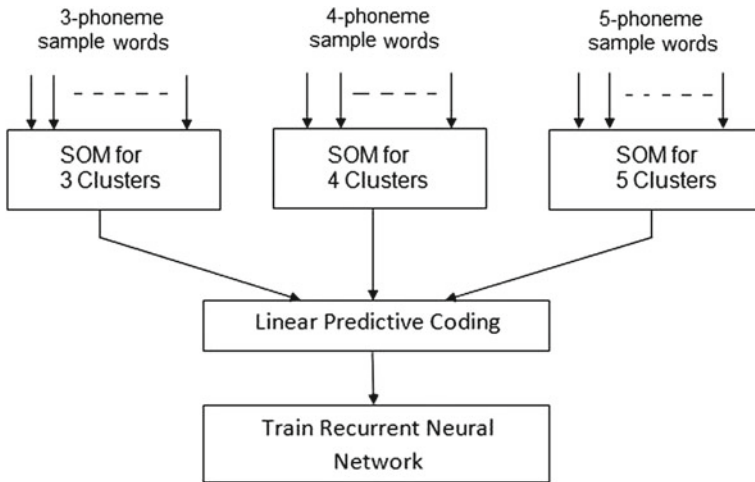 3-phoneme
sample words
4-phoneme
sample words
5-phoneme
sample words
SOM for
3 Clusters
SOM for
4 Clusters
SOM for
5 Clusters
Linear Predictive Coding
Train Recurrent Neural
Network